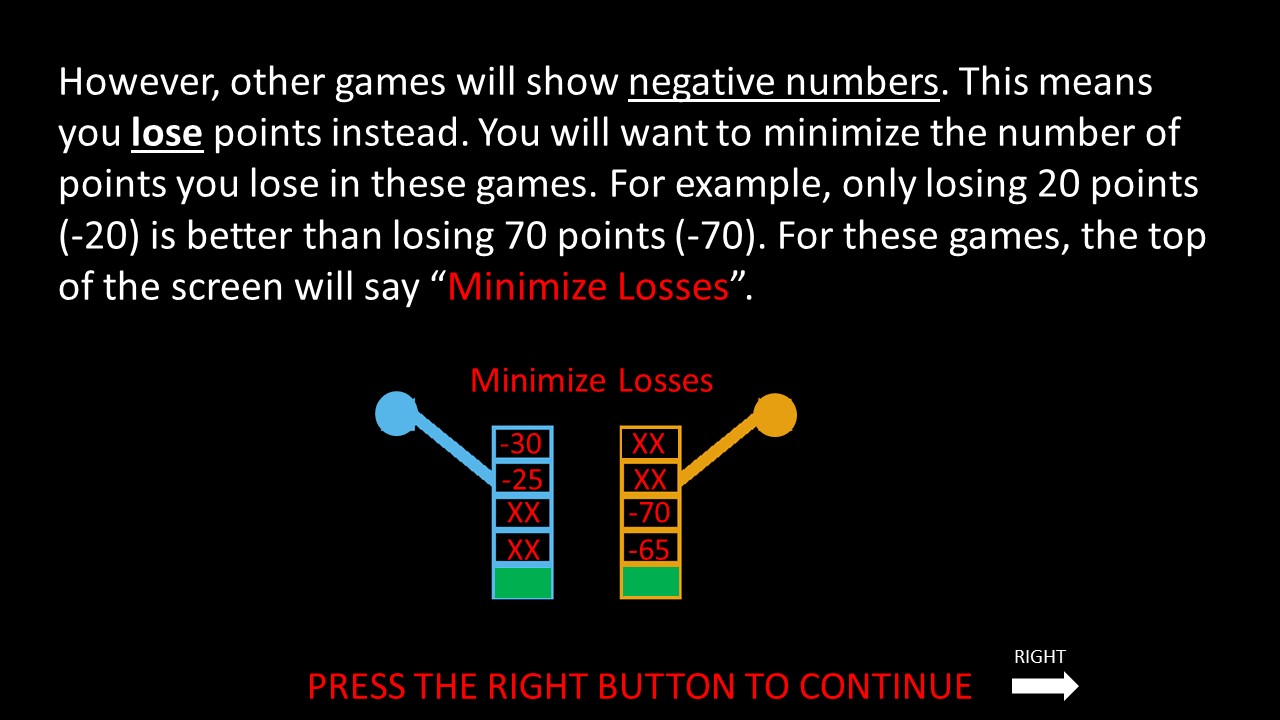 However, other games will show negative numbers. This means
you lose points instead. You will want to minimize the number of
points you lose in these games. For example, only losing 20 points
(-20) is better than losing 70 points (-70). For these games, the top
of the screen will say “Minimize Losses”.
Minimize Losses
-30 XX
-25 XX
XX -70
XX -65
RIGHT
PRESS THE RIGHT BUTTON TO CONTINUE